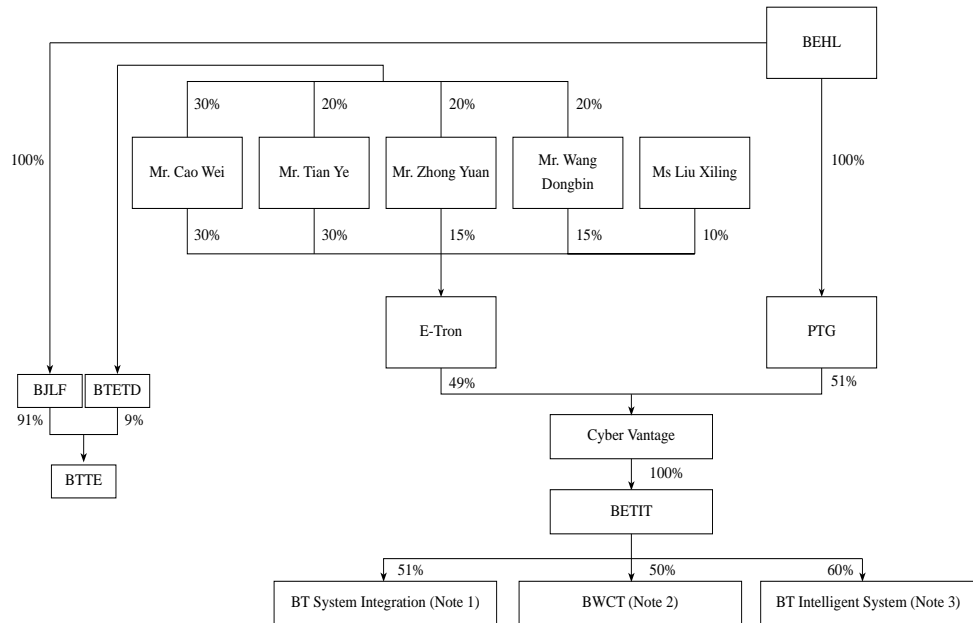 BEHL
30%
20%
20%
20%
100%
100%
Mr. Cao Wei
Mr. Tian Ye
Mr. Zhong Yuan
Mr. Wang
Dongbin
Ms Liu Xiling
30%
30%
15%
15%
10%
E-Tron
PTG
49%
51%
BJLF
BTETD
91%
9%
BTTE
Cyber Vantage
100%
BETIT
51%
50%
60%
BT System Integration (Note 1)
BWCT (Note 2)
BT Intelligent System (Note 3)